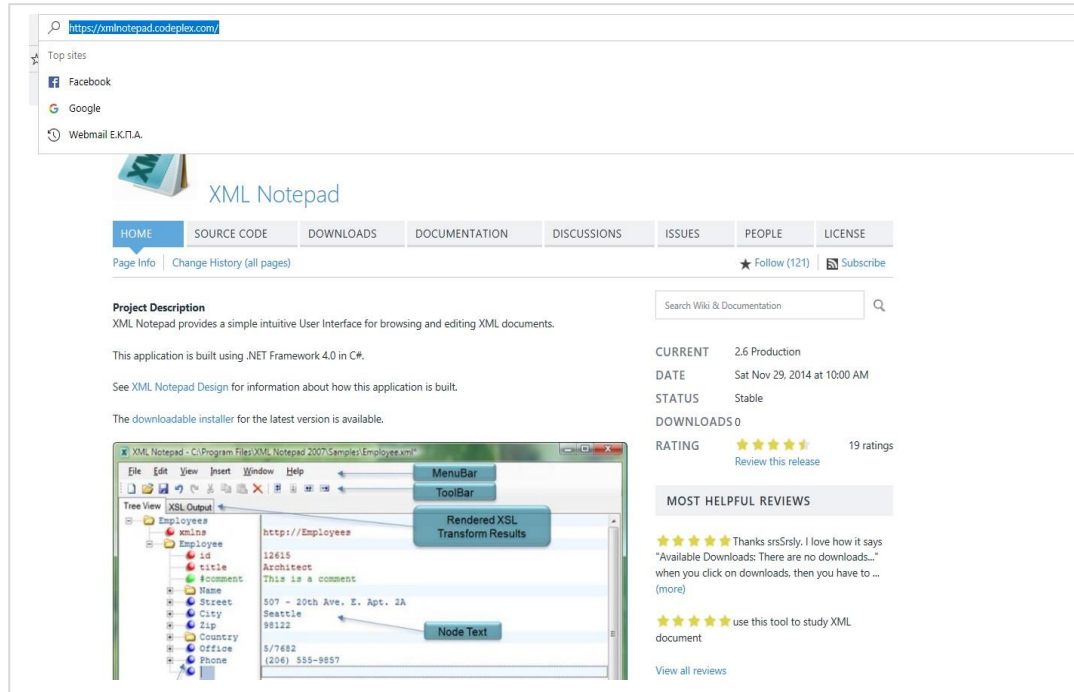 https://xmlnotepad.codeplex.com/
Top sites
Facebook
Google
Webmail Ε.Κ.Π.Α.
XML
XML Notepad
HOME SOURCE CODE DOWNLOADS DOCUMENTATION DISCUSSIONS ISSUES PEOPLE LICENSE
Page Info Change History (all pages) Follow (121) Subscribe
Project Description
XML Notepad provides a simple intuitive User Interface for browsing and editing XML documents.
This application is built using .NET Framework 4.0 in C#.
See XML Notepad Design for information about how this application is built.
The downloadable installer for the latest version is available.
XML Notepad - C:\Program Files\XML Notepad 2007\Samples\Employee.xml*
File Edit View Insert Window Help
MenuBar
ToolBar
Tree View XSL Output
Rendered XSL
Transform Results
Employees
xmlns http://Employees
Employee
id 12615
title Architect
#comment This is a comment
Name
Street 507 - 20th Ave. E. Apt. 2A
City Seattle
Zip 98122
Node Text
Country
Office 5/7682
Phone (206) 555-9857
Search Wiki & Documentation
CURRENT 2.6 Production
DATE Sat Nov 29, 2014 at 10:00 AM
STATUS Stable
DOWNLOADS 0
RATING 19 ratings
Review this release
MOST HELPFUL REVIEWS
Thanks srsSrsly. I love how it says
"Available Downloads: There are no downloads..."
when you click on downloads, then you have to ...
(more)
use this tool to study XML
document
View all reviews